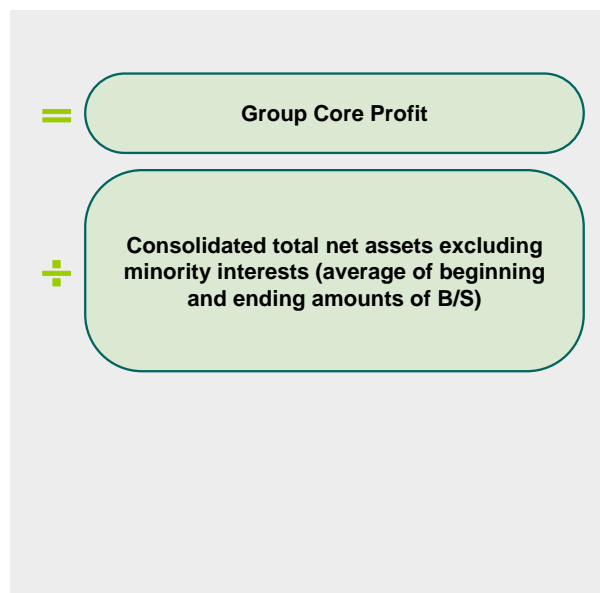 = Group Core Profit
÷ Consolidated total net assets excluding
minority interests (average of beginning
and ending amounts of B/S)